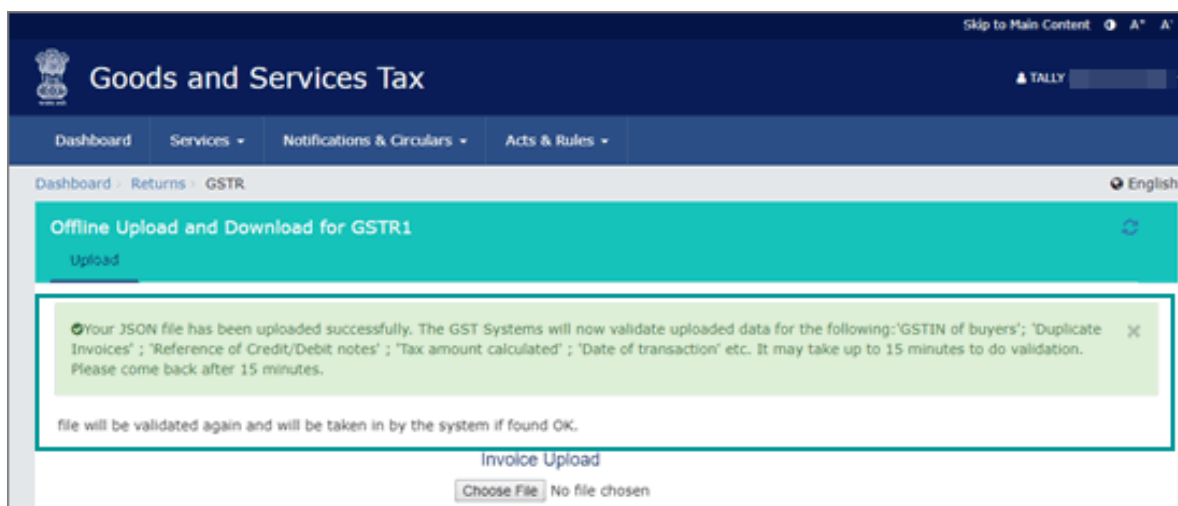 Skip to Main Content A⁺ A⁻
Goods and Services Tax
TALLY
Dashboard Services Notifications & Circulars Acts & Rules
Dashboard Returns GSTR English
Offline Upload and Download for GSTR1
Upload
Your JSON file has been uploaded successfully. The GST Systems will now validate uploaded data for the following:'GSTIN of buyers'; 'Duplicate
Invoices' ; 'Reference of Credit/Debit notes' ; 'Tax amount calculated' ; 'Date of transaction' etc. It may take up to 15 minutes to do validation.
Please come back after 15 minutes.
file will be validated again and will be taken in by the system if found OK.
Invoice Upload
Choose File No file chosen